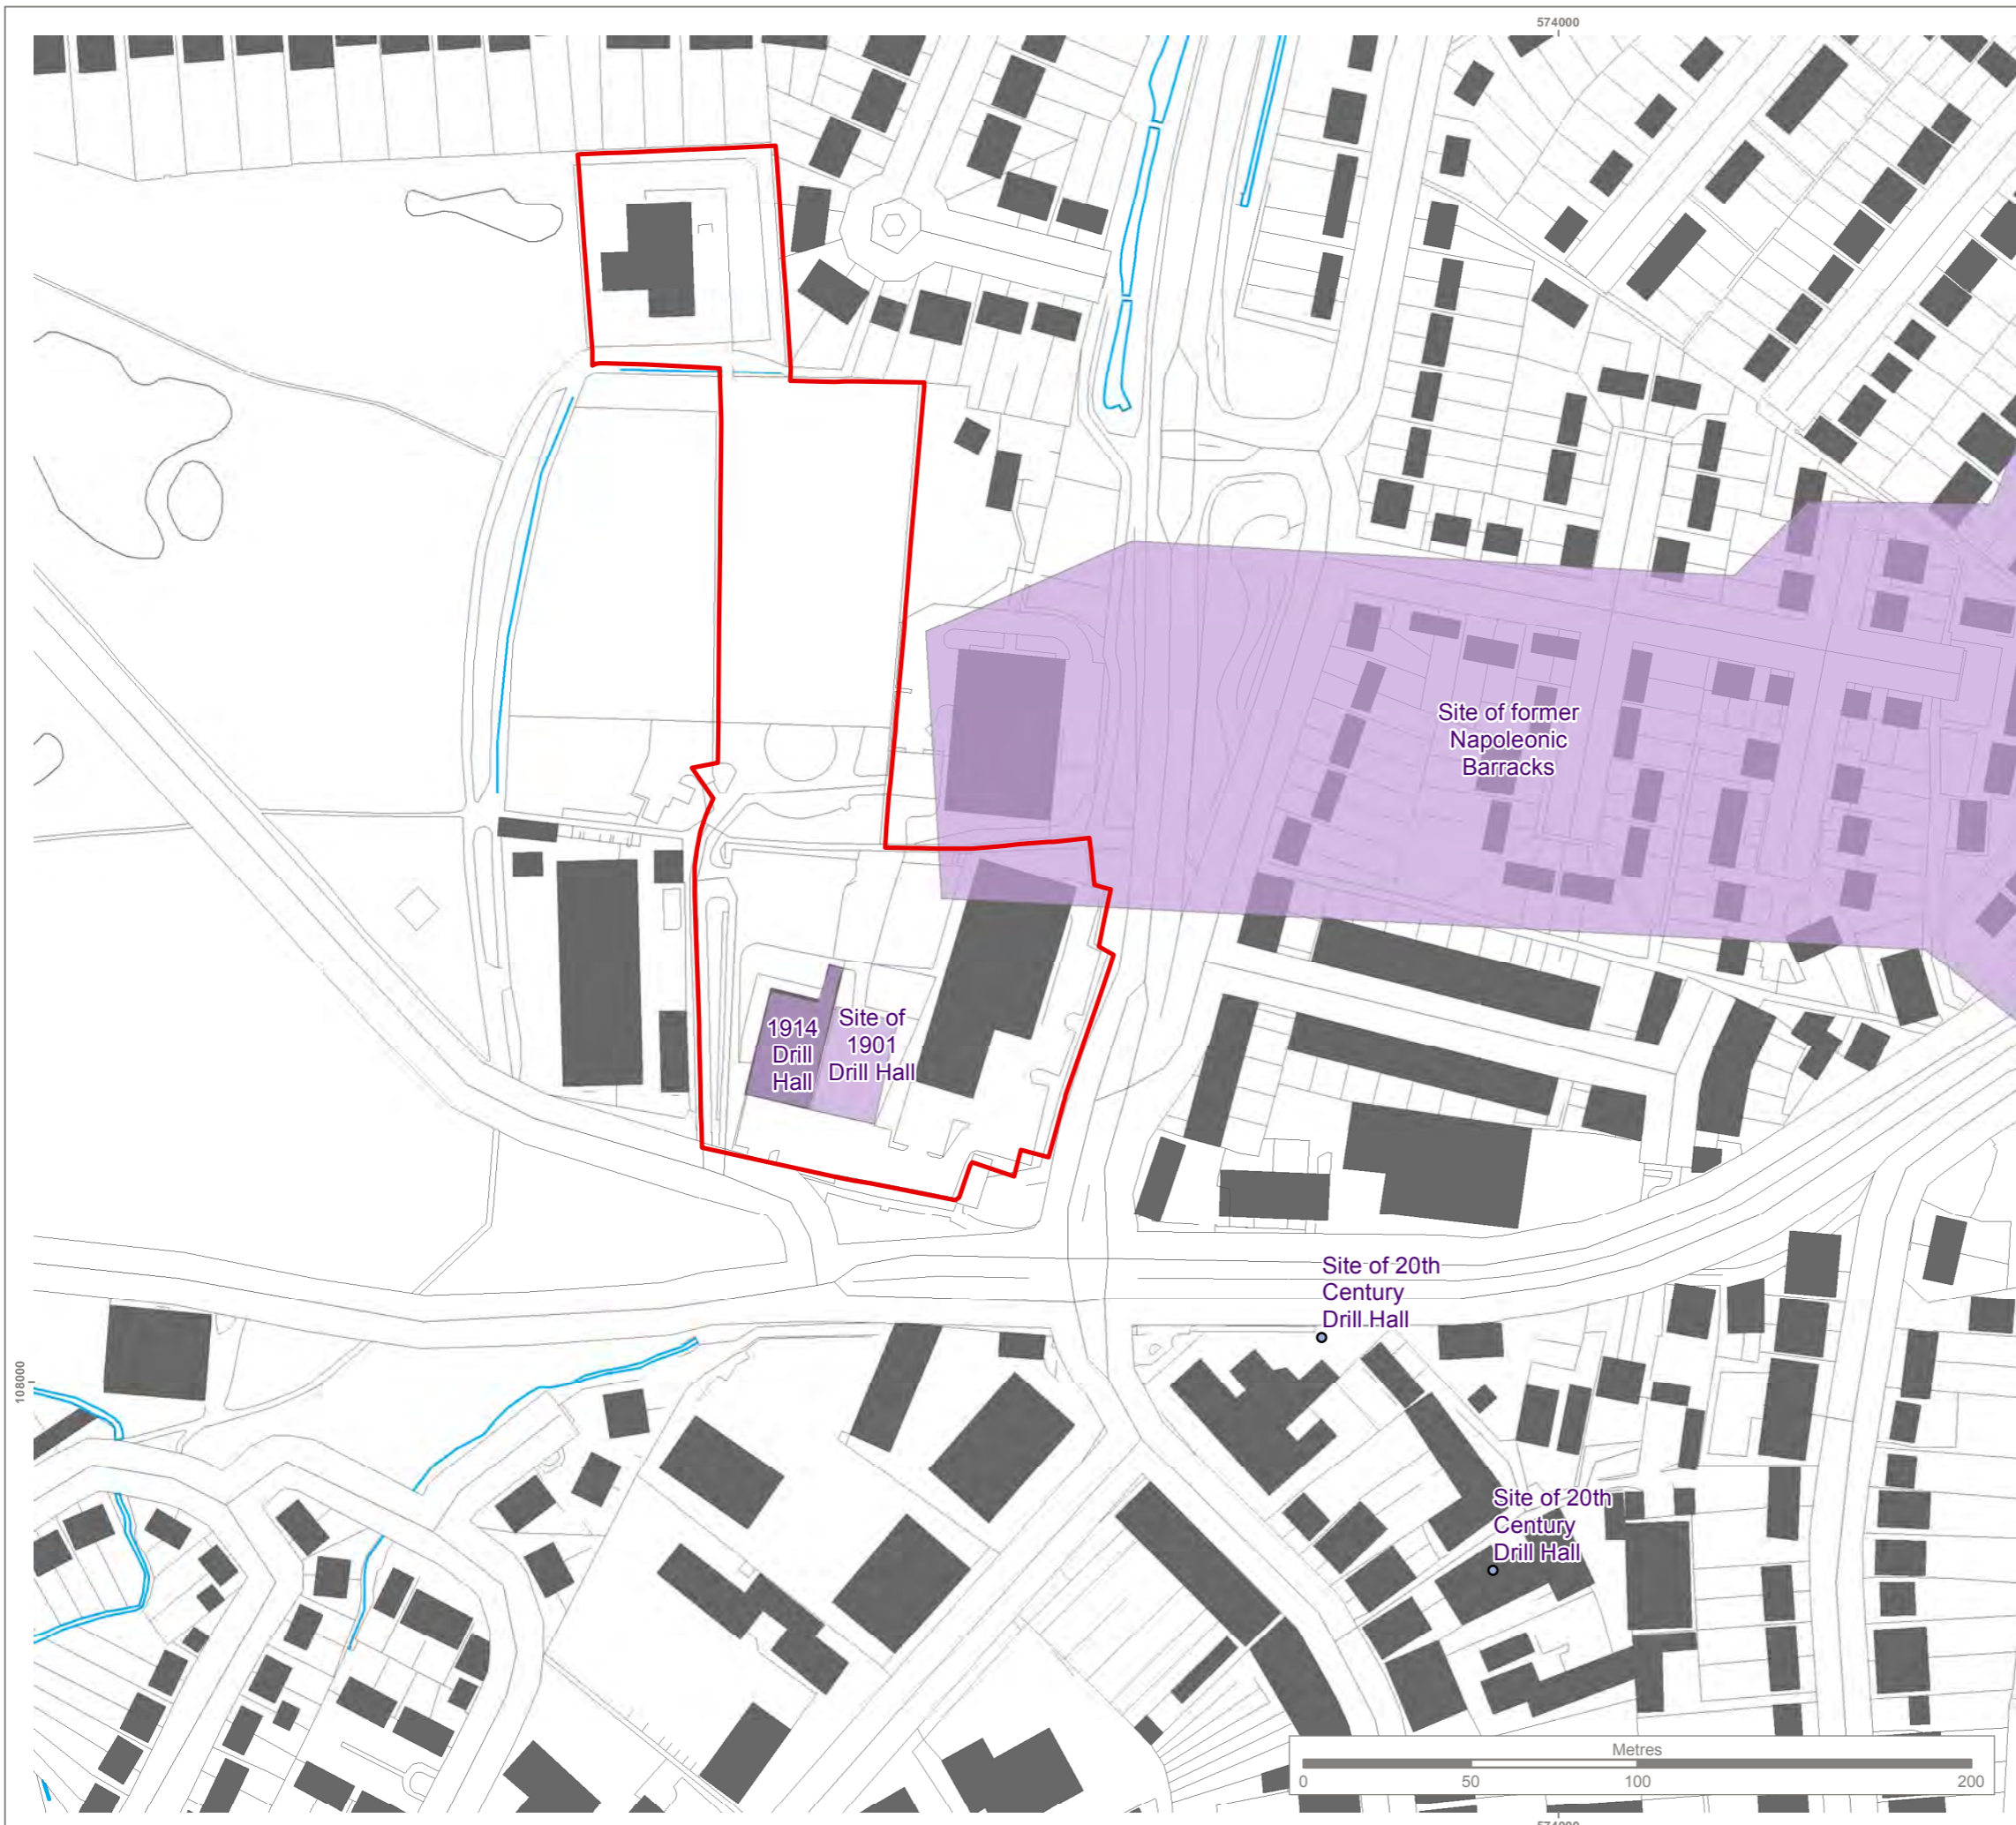 574000
Site of former
Napoleonic
Barracks
1914
Drill
Hall
Site of
1901
Drill Hall
Site of 20th
Century
Drill Hall
108000
Site of 20th
Century
Drill Hall
Metres
0 50 100 200
574000